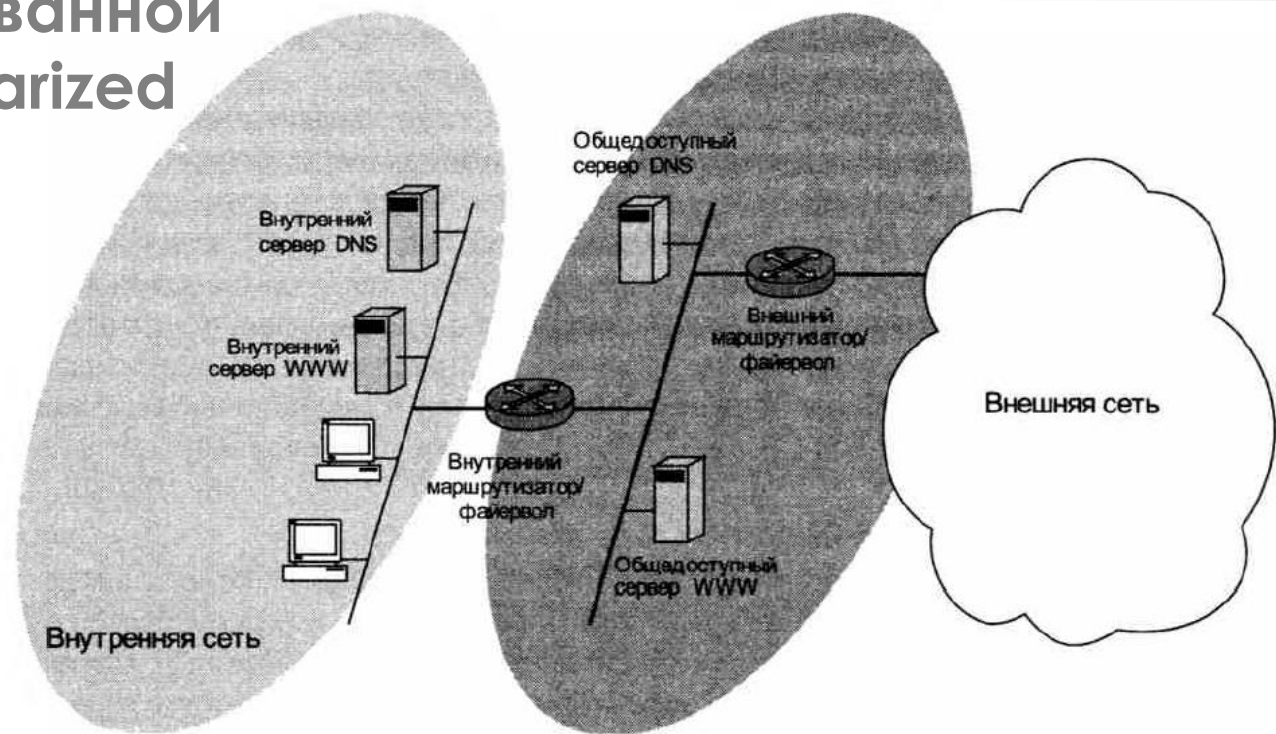 ванной
arized
Общедоступный
сервер DNS
Внутренний
сервер DNS
Внешний
маршрутизатор/
файервол
Внутренний
сервер WWW
Внешняя сеть
Внутренний
маршрутизатор/
файервол
Общедоступный
сервер WWW
Внутренняя сеть